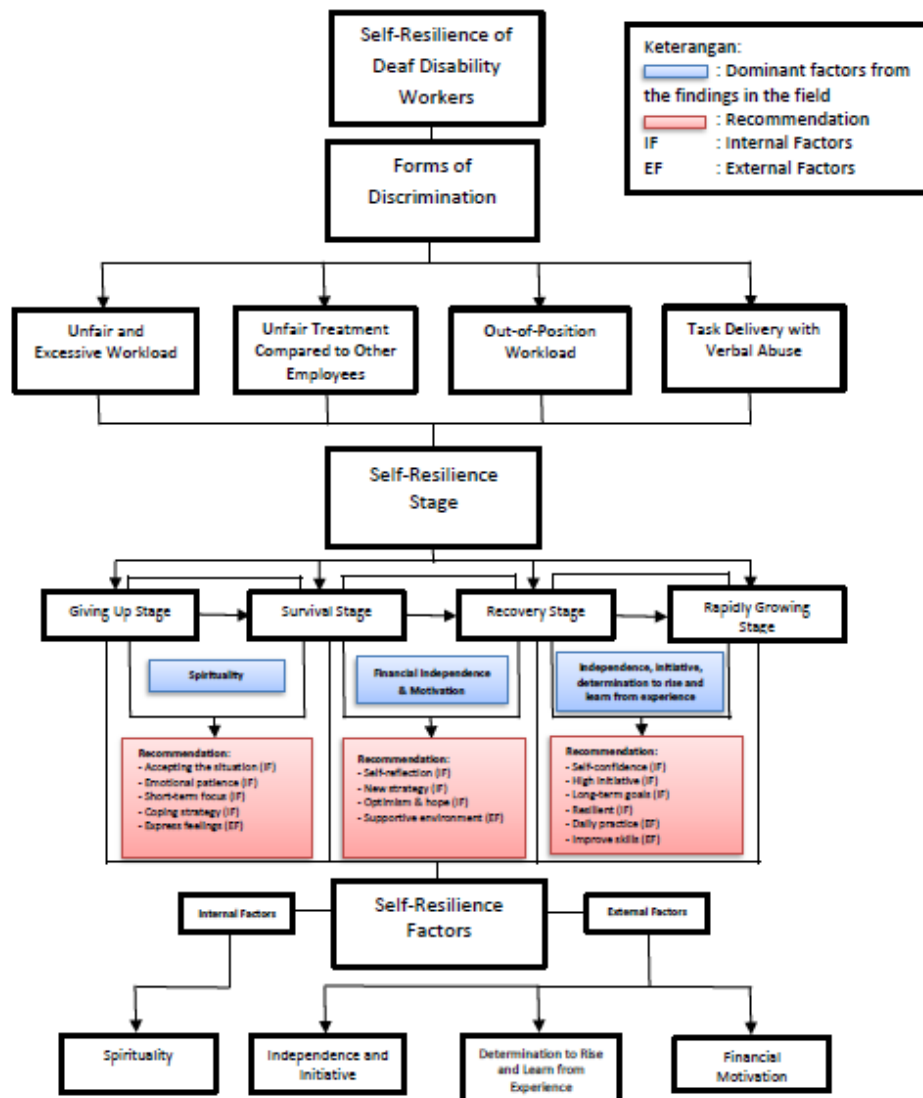 Self-Resilience of
Deaf Disability
Workers
Keterangan:
: Dominant factors from
the findings in the field
: Recommendation
IF : Internal Factors
EF : External Factors
Forms of
Discrimination
Unfair and
Excessive Workload
Unfair Treatment
Compared to Other
Employees
Out-of-Position
Workload
Task Delivery with
Verbal Abuse
Self-Resilience
Stage
Giving Up Stage
Survival Stage
Recovery Stage
Rapidly Growing
Stage
Spirituality
Financial Independence
& Motivation
Independence, initiative,
determination to rise and
learn from experience
Recommendation:
- Accepting the situation (IF)
- Emotional patience (IF)
- Short-term focus (IF)
- Coping strategy (IF)
- Express feelings (EF)
Recommendation:
- Self-reflection (IF)
- New strategy (IF)
- Optimism & hope (IF)
- Supportive environment (EF)
Recommendation:
- Self-confidence (IF)
- High initiative (IF)
- Long-term goals (IF)
- Resilient (IF)
- Daily practice (EF)
- Improve skills (EF)
Internal Factors
Self-Resilience
Factors
External Factors
Spirituality
Independence and
Initiative
Determination to Rise
and Learn from
Experience
Financial
Motivation